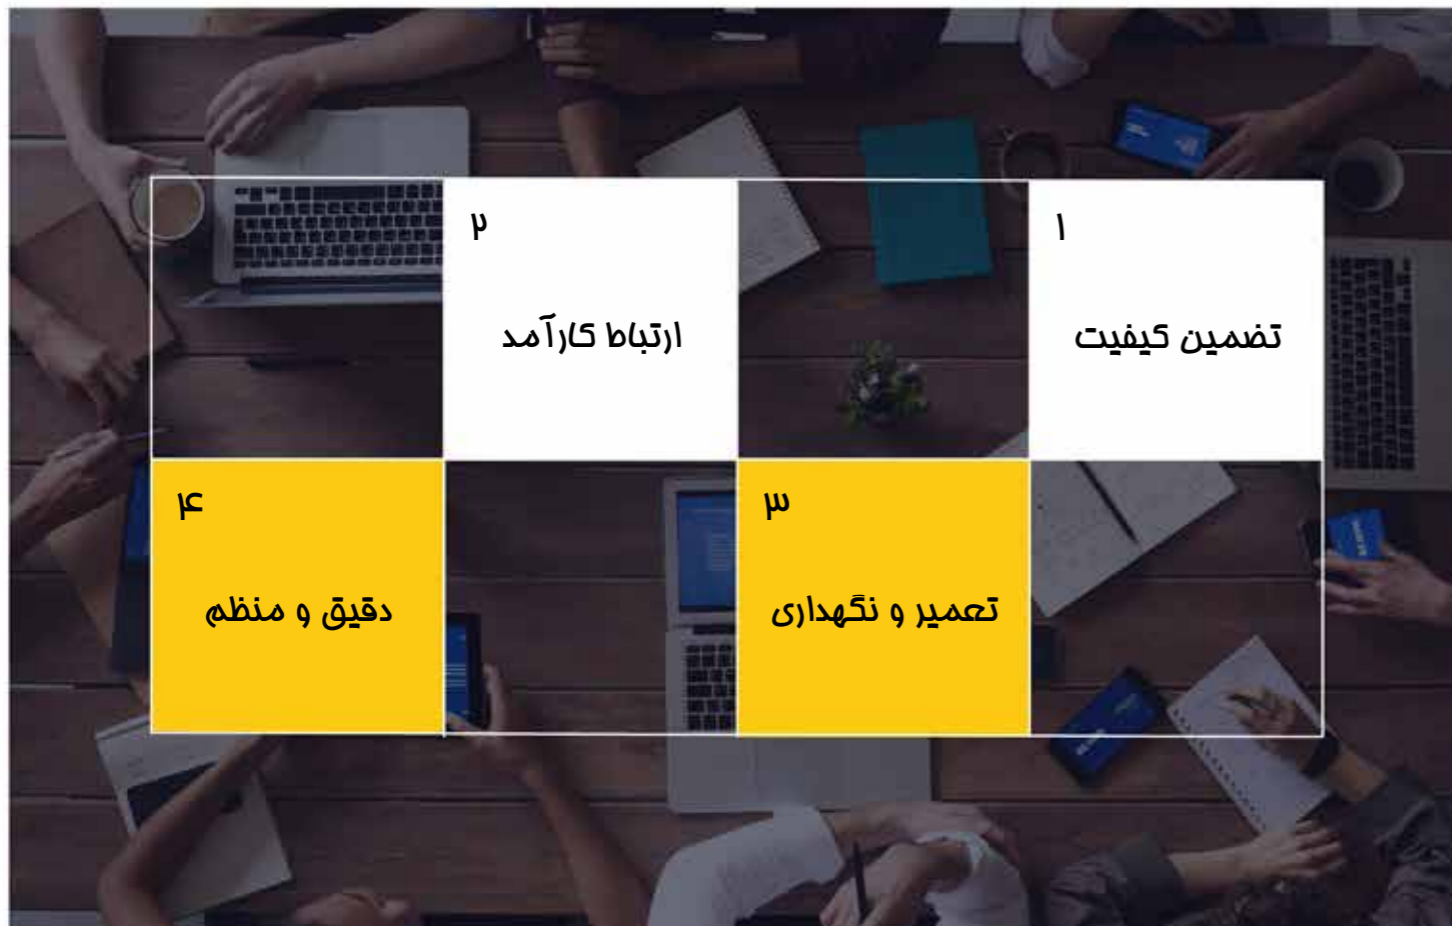 ۱
تضمین کیفیت
۲
ارتباط کارآمد
۳
تعمیر و نگهداری
۴
دقیق و منظم